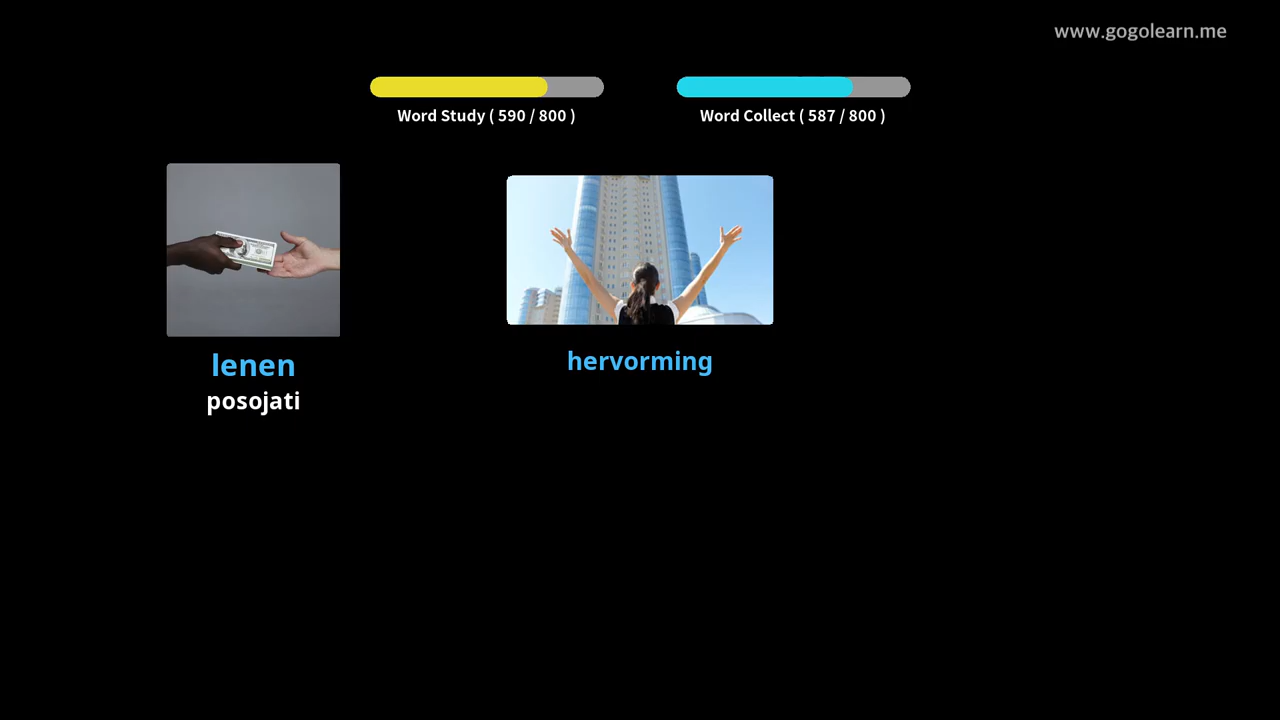 www.gogolearn.me
Word Study ( 590 / 800 )
Word Collect ( 587 / 800 )
lenen
posojati
hervorming